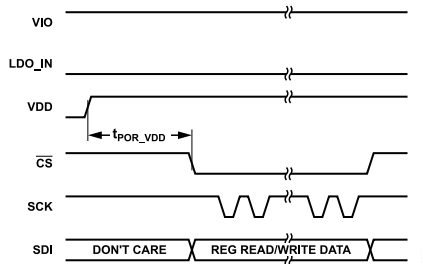 VIO
LDO_IN
VDD
tPOR_VDD
CS
SCK
SDI DON'T CARE REG READ/WRITE DATA